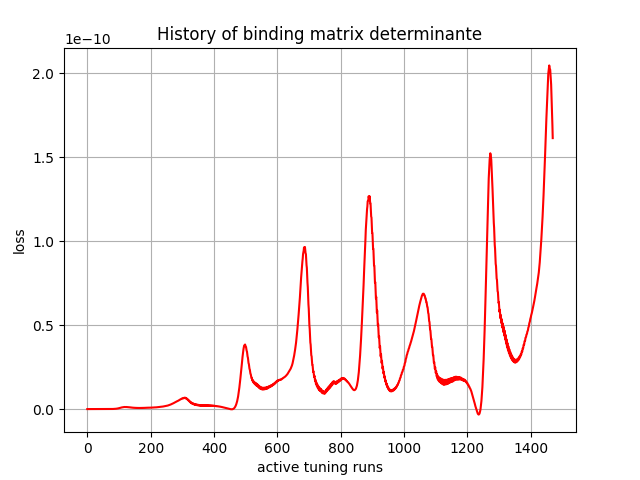 History of binding matrix determinante
1e−10
2.0
1.5
1.0
0.5
0.0
loss
0 200 400 600 800 1000 1200 1400
active tuning runs